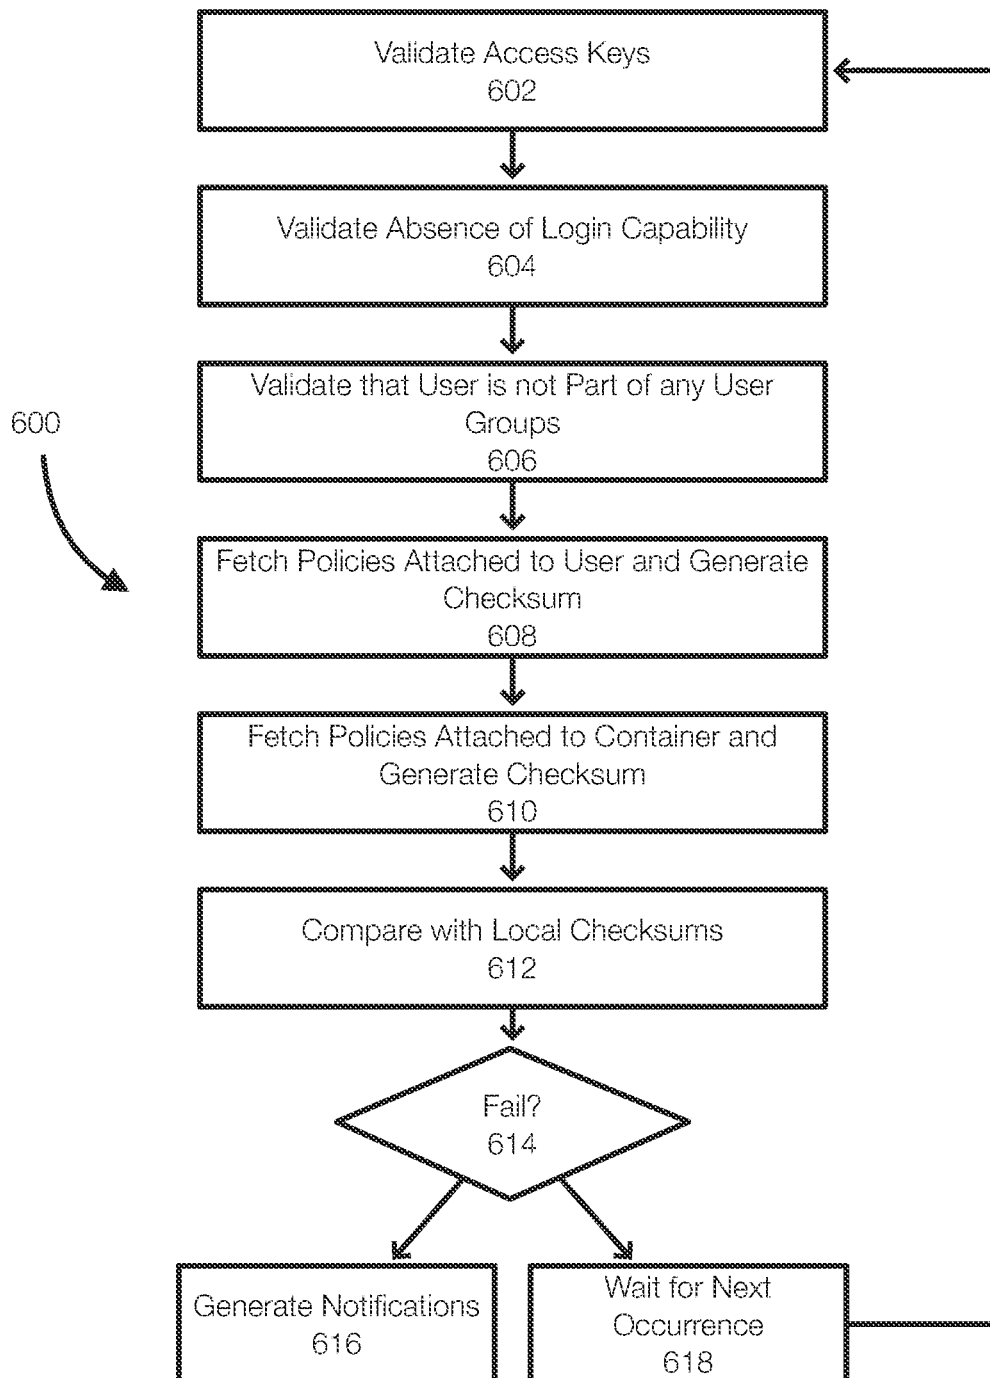 Validate Access Keys
602
Validate Absence of Login Capability
604
Validate that User is not Part of any User
Groups
606
600
Fetch Policies Attached to User and Generate
Checksum
608
Fetch Policies Attached to Container and
Generate Checksum
610
Compare with Local Checksums
612
Fail?
614
Generate Notifications
616
Wait for Next
Occurrence
618